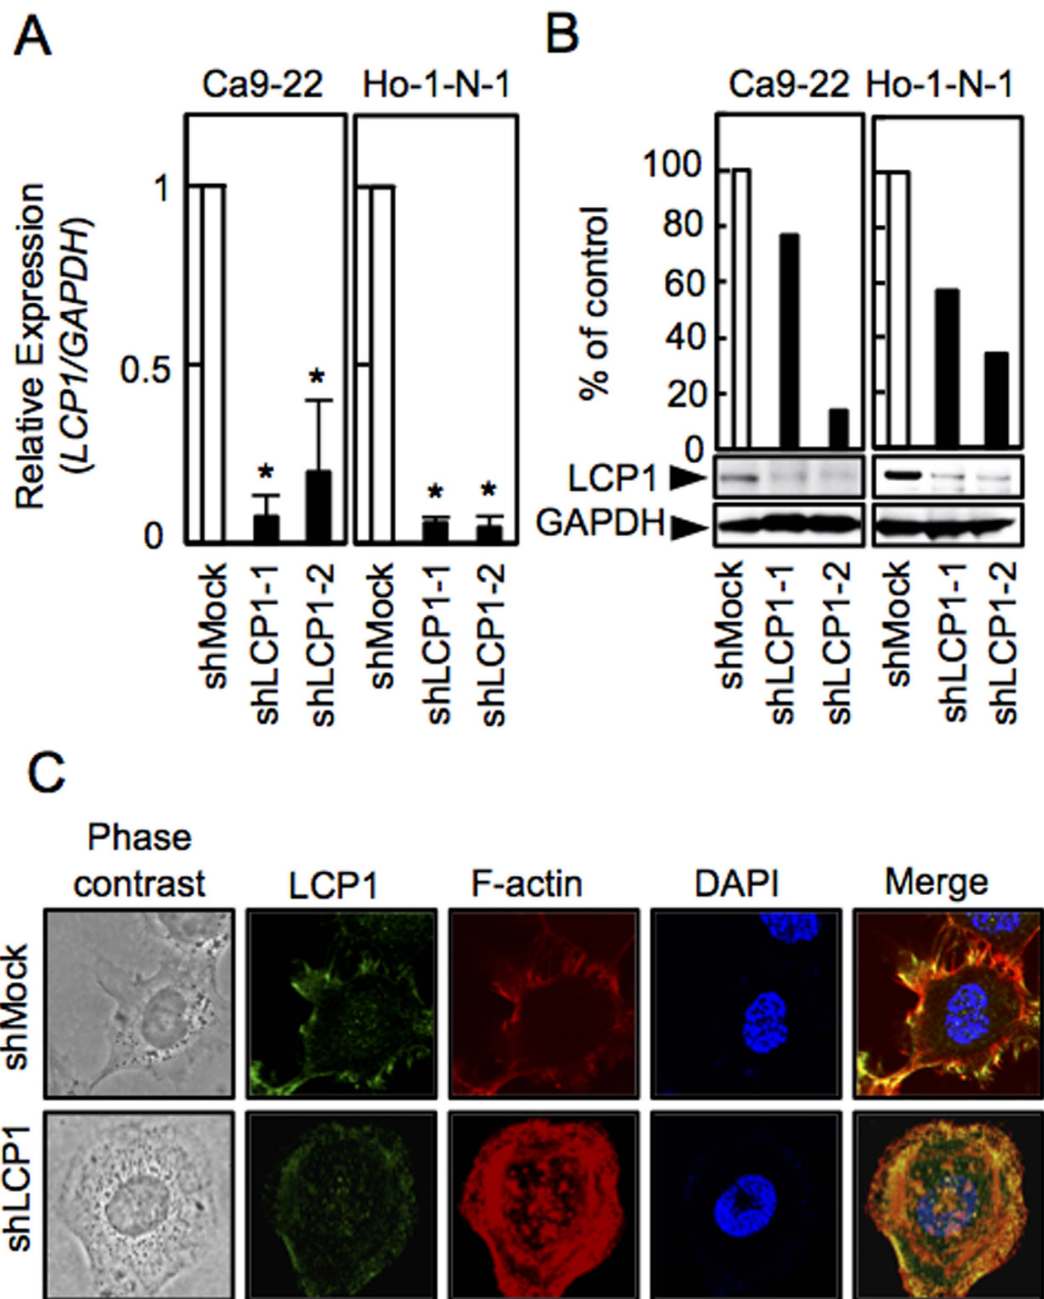 A
B
Ca9-22
Ho-1-N-1
Ca9-22
Ho-1-N-1
Relative Expression
(LCP1/GAPDH)
1
0.5
0
*
*
*
*
% of control
100
80
60
40
20
0
LCP1
GAPDH
shMock
shLCP1-1
shLCP1-2
shMock
shLCP1-1
shLCP1-2
shMock
shLCP1-1
shLCP1-2
shMock
shLCP1-1
shLCP1-2
C
Phase
contrast
LCP1
F-actin
DAPI
Merge
shMock
shLCP1